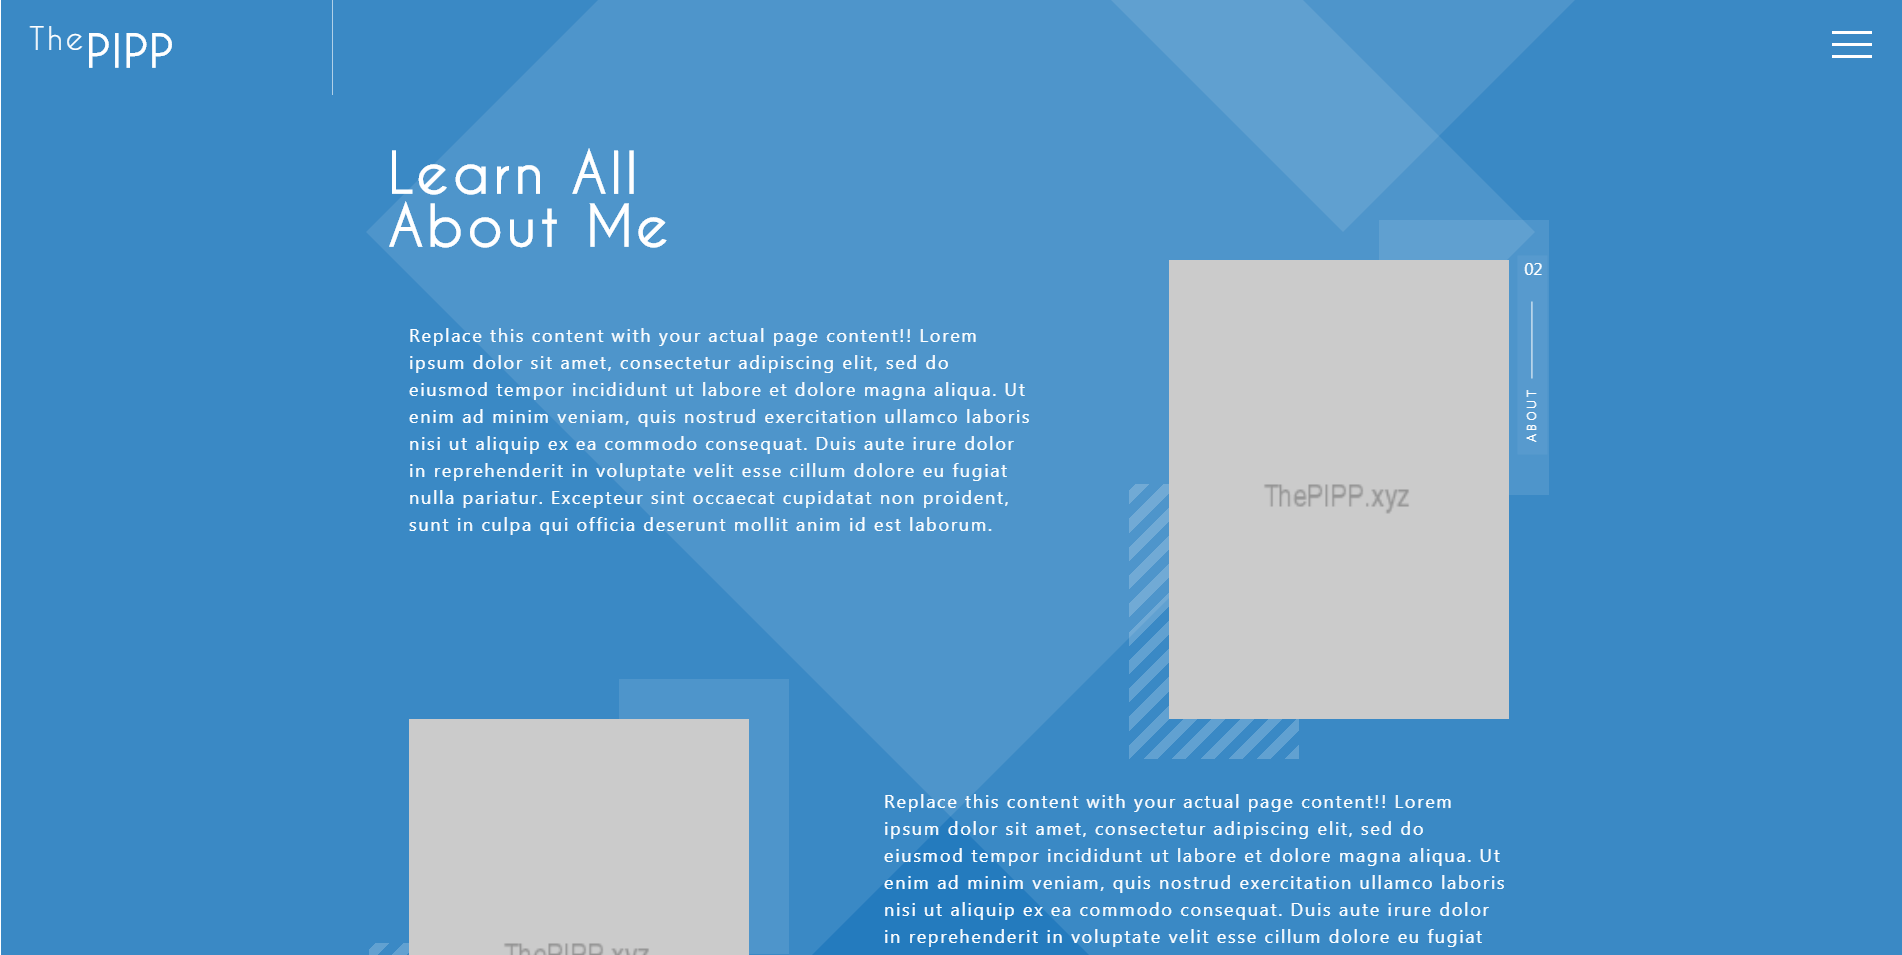 ThePIPP
Learn All
About Me
02
ABOUT
Replace this content with your actual page content!! Lorem
ipsum dolor sit amet, consectetur adipiscing elit, sed do
eiusmod tempor incididunt ut labore et dolore magna aliqua. Ut
enim ad minim veniam, quis nostrud exercitation ullamco laboris
nisi ut aliquip ex ea commodo consequat. Duis aute irure dolor
in reprehenderit in voluptate velit esse cillum dolore eu fugiat
nulla pariatur. Excepteur sint occaecat cupidatat non proident,
sunt in culpa qui officia deserunt mollit anim id est laborum.
ThePIPP.xyz
Replace this content with your actual page content!! Lorem
ipsum dolor sit amet, consectetur adipiscing elit, sed do
eiusmod tempor incididunt ut labore et dolore magna aliqua. Ut
enim ad minim veniam, quis nostrud exercitation ullamco laboris
nisi ut aliquip ex ea commodo consequat. Duis aute irure dolor
in reprehenderit in voluptate velit esse cillum dolore eu fugiat
ThePIPP.xyz